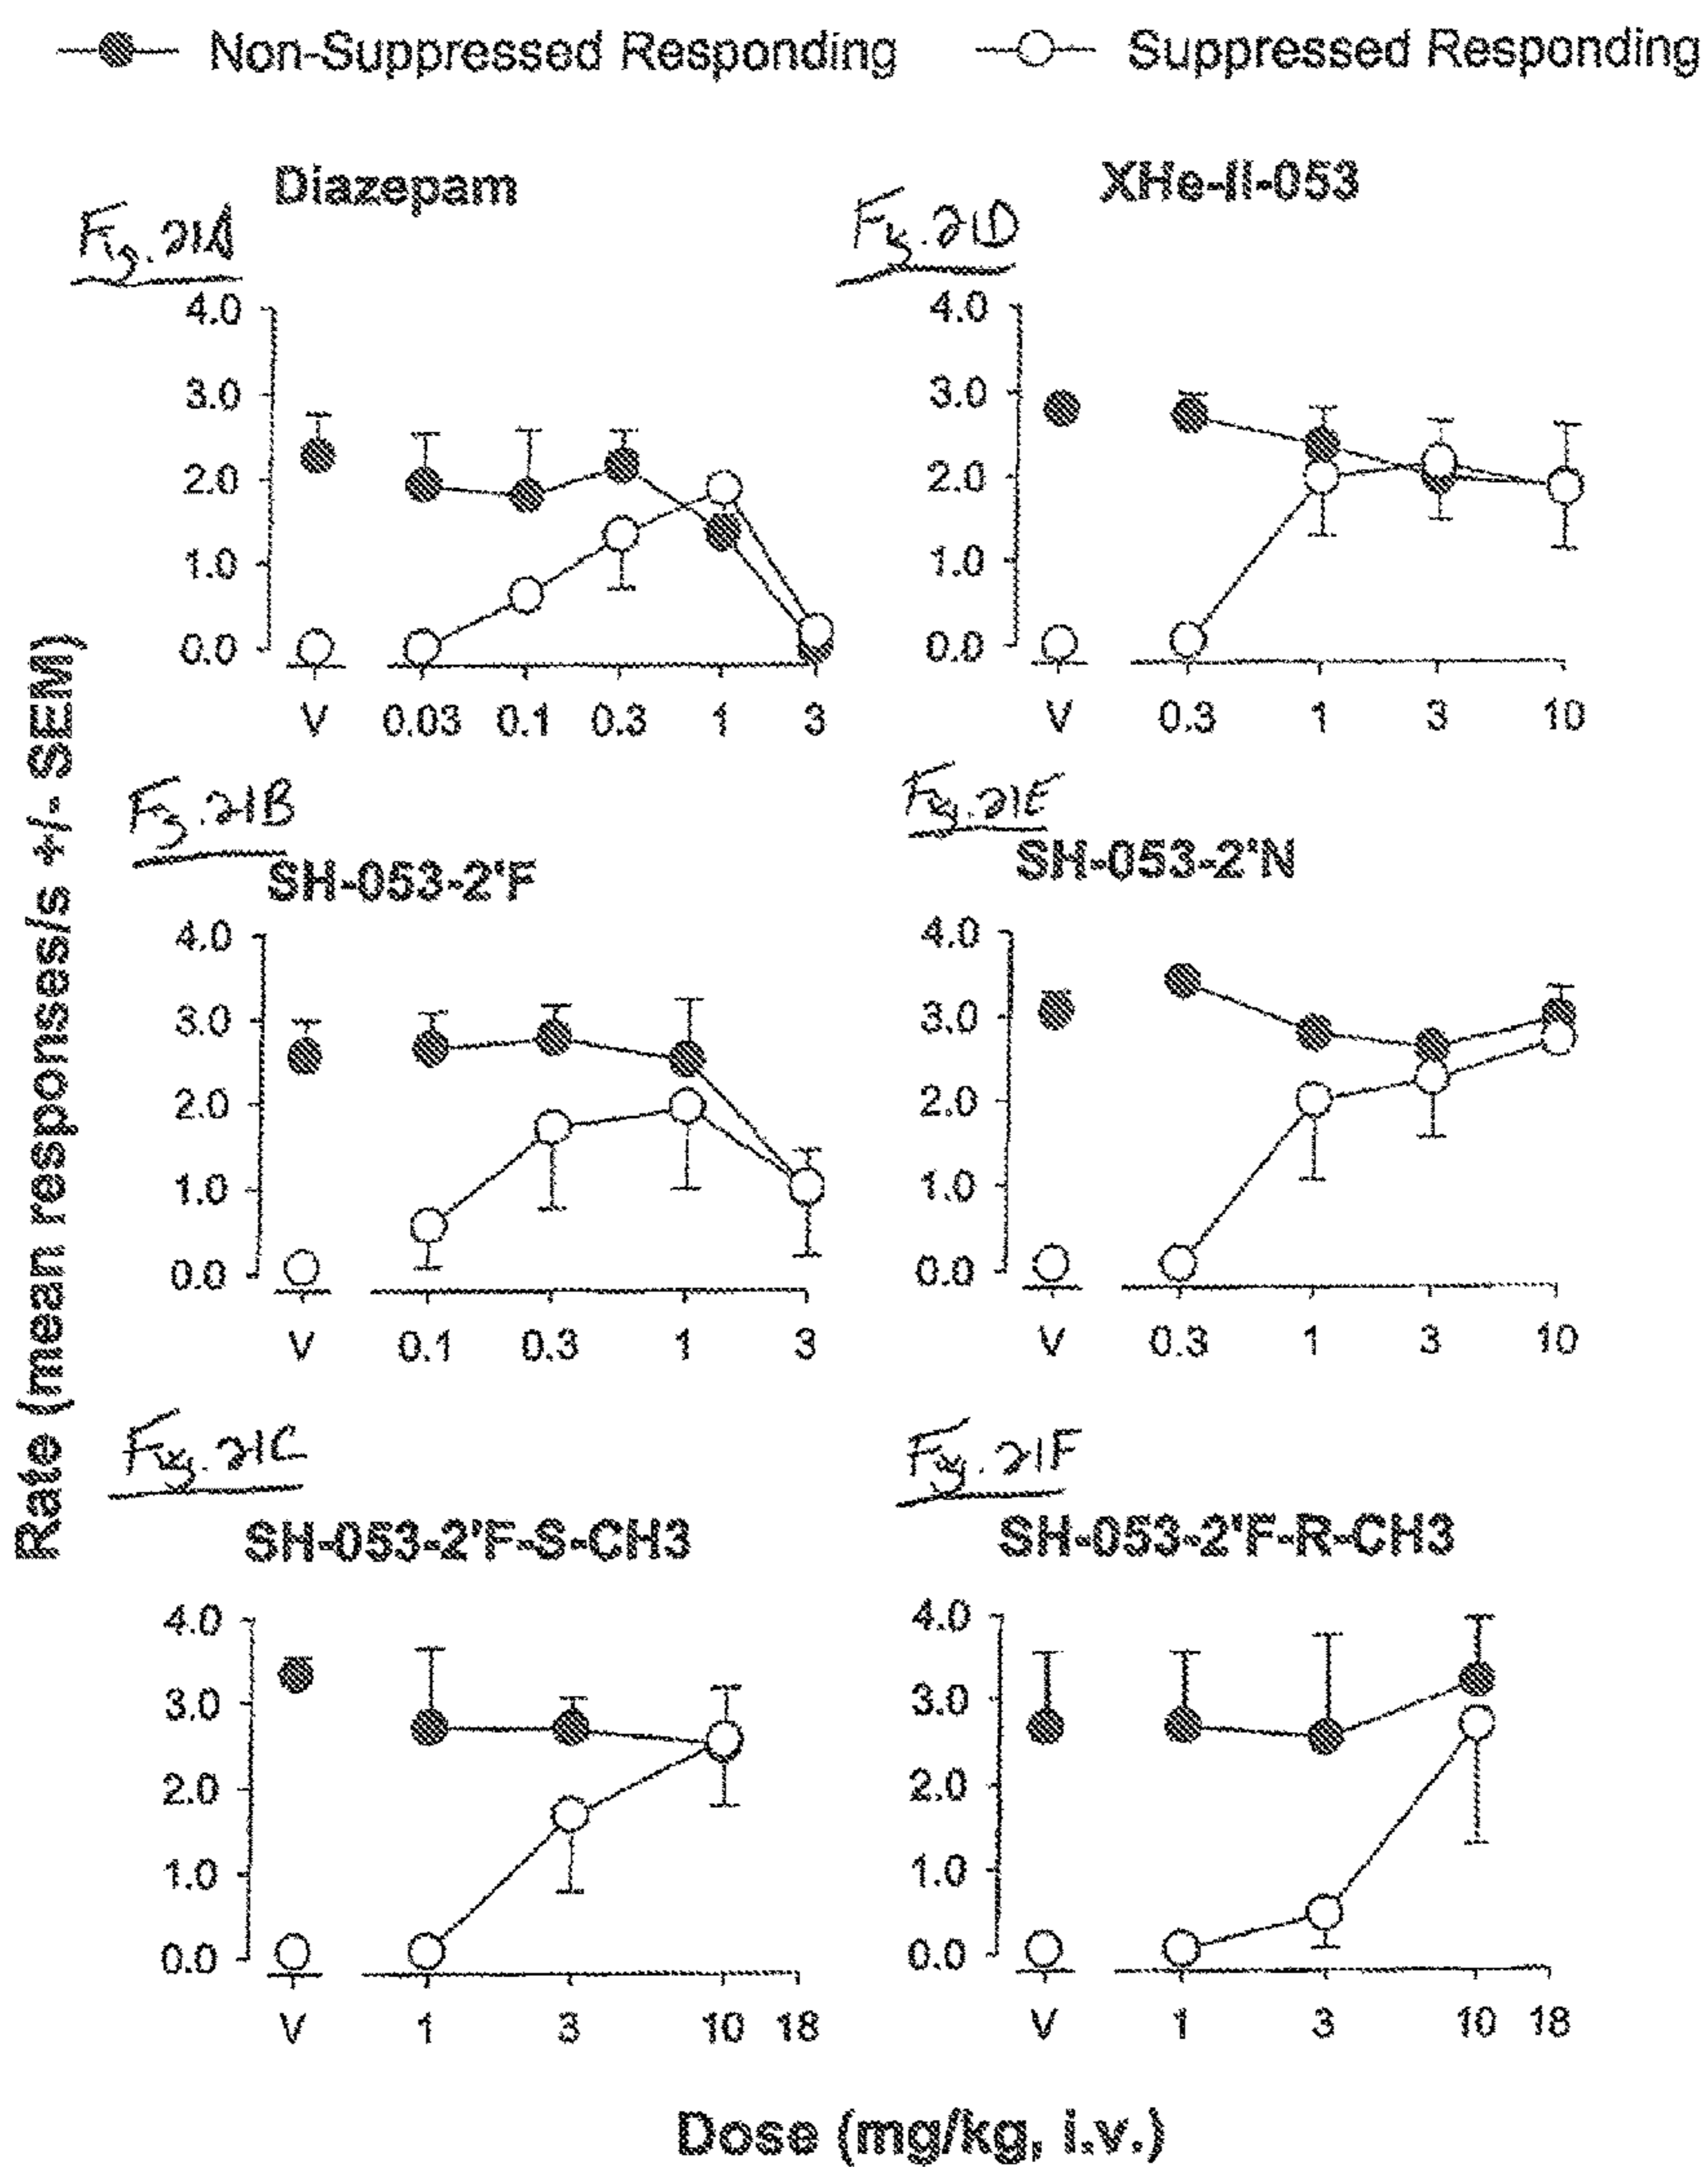 Non-Suppressed Responding Suppressed Responding
Diazepam
Fig. 21A
4.0
3.0
2.0
1.0
0.0
V 0.03 0.1 0.3 1 3
XHe-II-053
Fig. 21D
4.0
3.0
2.0
1.0
0.0
V 0.3 1 3 10
Fig. 21B
SH-053-2'F
4.0
3.0
2.0
1.0
0.0
V 0.1 0.3 1 3
Fig. 21E
SH-053-2'N
4.0
3.0
2.0
1.0
0.0
V 0.3 1 3 10
Fig. 21C
SH-053-2'F-S-CH3
4.0
3.0
2.0
1.0
0.0
V 1 3 10 18
Fig. 21F
SH-053-2'F-R-CH3
4.0
3.0
2.0
1.0
0.0
V 1 3 10 18
Rate (mean responses/s +/- SEM)
Dose (mg/kg, i.v.)